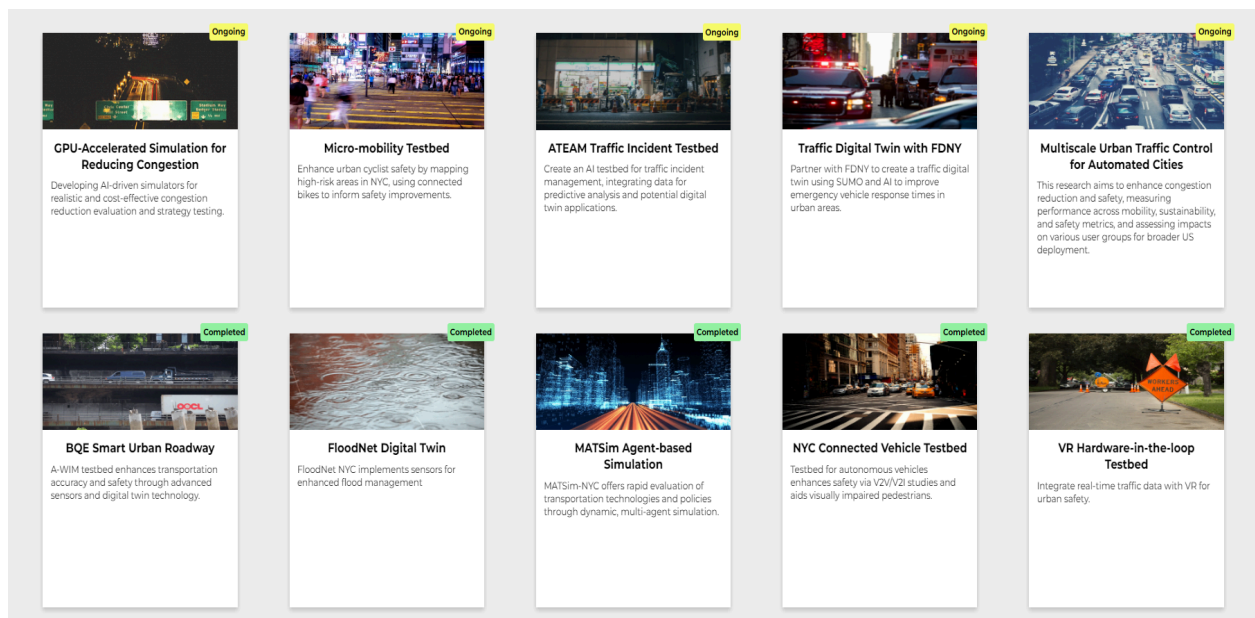 Ongoing
GPU-Accelerated Simulation for
Reducing Congestion
Developing AI-driven simulators for
realistic and cost-effective congestion
reduction evaluation and strategy testing.
Ongoing
Micro-mobility Testbed
Enhance urban cyclist safety by mapping
high-risk areas in NYC, using connected
bikes to inform safety improvements.
Ongoing
ATEAM Traffic Incident Testbed
Create an AI testbed for traffic incident
management, integrating data for
predictive analysis and potential digital
twin applications.
Ongoing
Traffic Digital Twin with FDNY
Partner with FDNY to create a traffic digital
twin using SUMO and AI to improve
emergency vehicle response times in
urban areas.
Ongoing
Multiscale Urban Traffic Control
for Automated Cities
This research aims to enhance congestion
reduction and safety, measuring
performance across mobility, sustainability,
and safety metrics, and assessing impacts
on various user groups for broader US
deployment.
Completed
OOCL
BQE Smart Urban Roadway
A-WIM testbed enhances transportation
accuracy and safety through advanced
sensors and digital twin technology.
Completed
FloodNet Digital Twin
FloodNet NYC implements sensors for
enhanced flood management
Completed
MATSim Agent-based
Simulation
MATSim-NYC offers rapid evaluation of
transportation technologies and policies
through dynamic, multi-agent simulation.
Completed
NYC Connected Vehicle Testbed
Testbed for autonomous vehicles
enhances safety via V2V/V2I studies and
aids visually impaired pedestrians.
Completed
WORKERS
AHEAD
VR Hardware-in-the-loop
Testbed
Integrate real-time traffic data with VR for
urban safety.